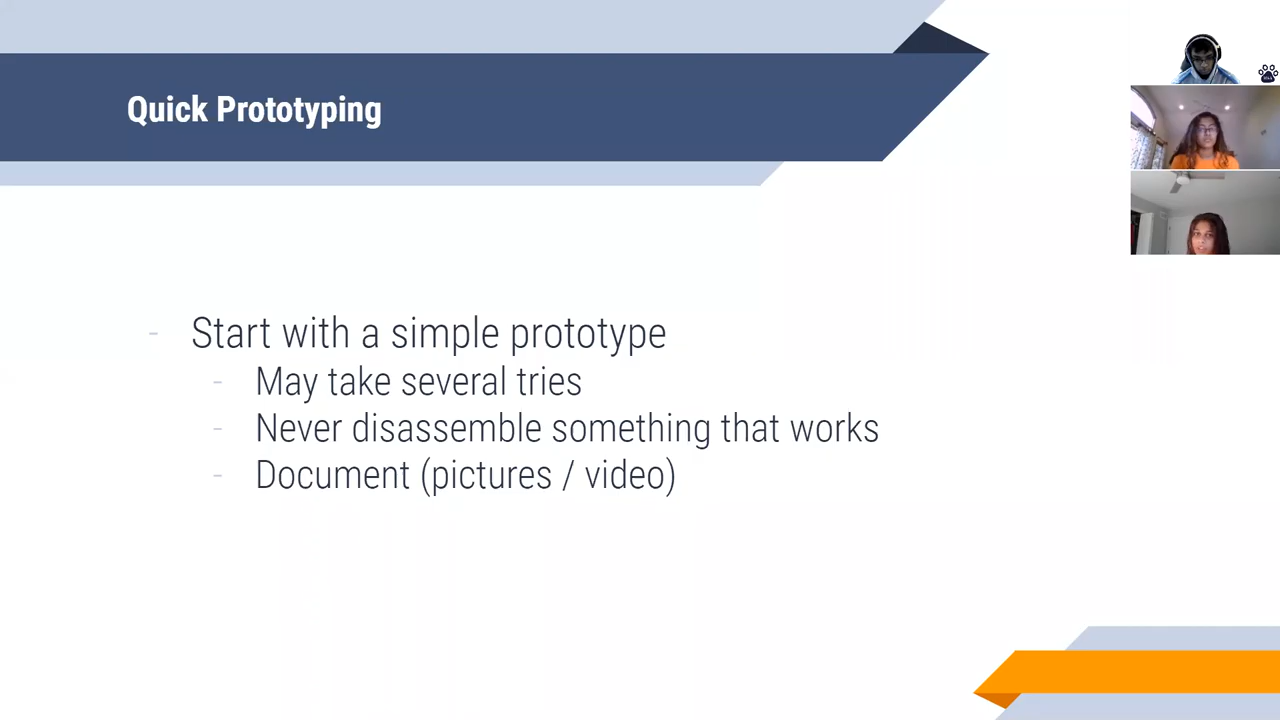 Quick Prototyping
- Start with a simple prototype
- May take several tries
- Never disassemble something that works
- Document (pictures / video)